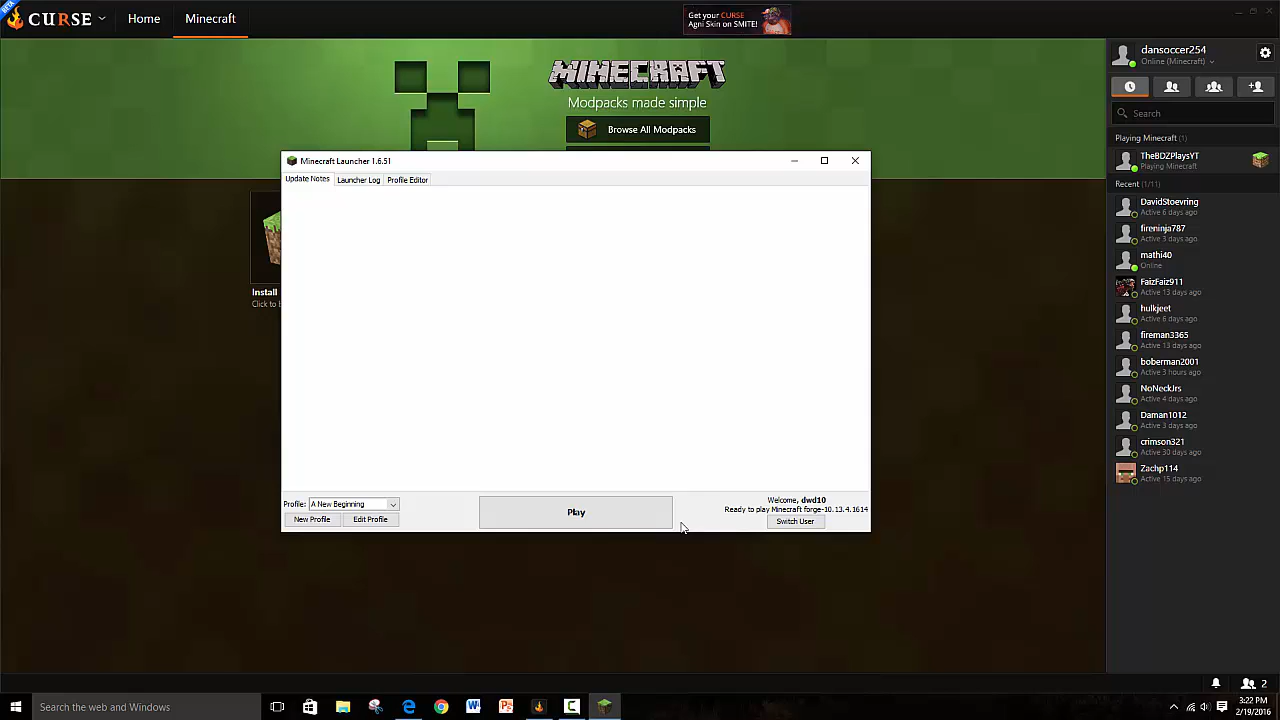 BETA
CURSE
Home
Minecraft
Get your CURSE
Agni Skin on SMITE!
dansoccer254
Online (Minecraft)
MINECRAFT
Modpacks made simple
Browse All Modpacks
Search
Playing Minecraft (1)
TheBDZPlaysYT
Playing Minecraft
Recent (1/11)
DavidStoevring
Active 6 days ago
fireninja787
Active 3 days ago
mathi40
Online
FaizFaiz911
Active 13 days ago
hulkjeet
Active 6 days ago
fireman3365
Active 13 days ago
boberman2001
Active 3 hours ago
NoNeckJrs
Active 4 days ago
Daman1012
Active 3 days ago
crimson321
Active 30 days ago
Zachp114
Active 15 days ago
Minecraft Launcher 1.6.51
Update Notes
Launcher Log
Profile Editor
Install
Click to b
Profile:
A New Beginning
New Profile
Edit Profile
Play
Welcome, dwd10
Ready to play Minecraft forge-10.13.4.1614
Switch User
2
Search the web and Windows
3:22 PM
2/19/2016